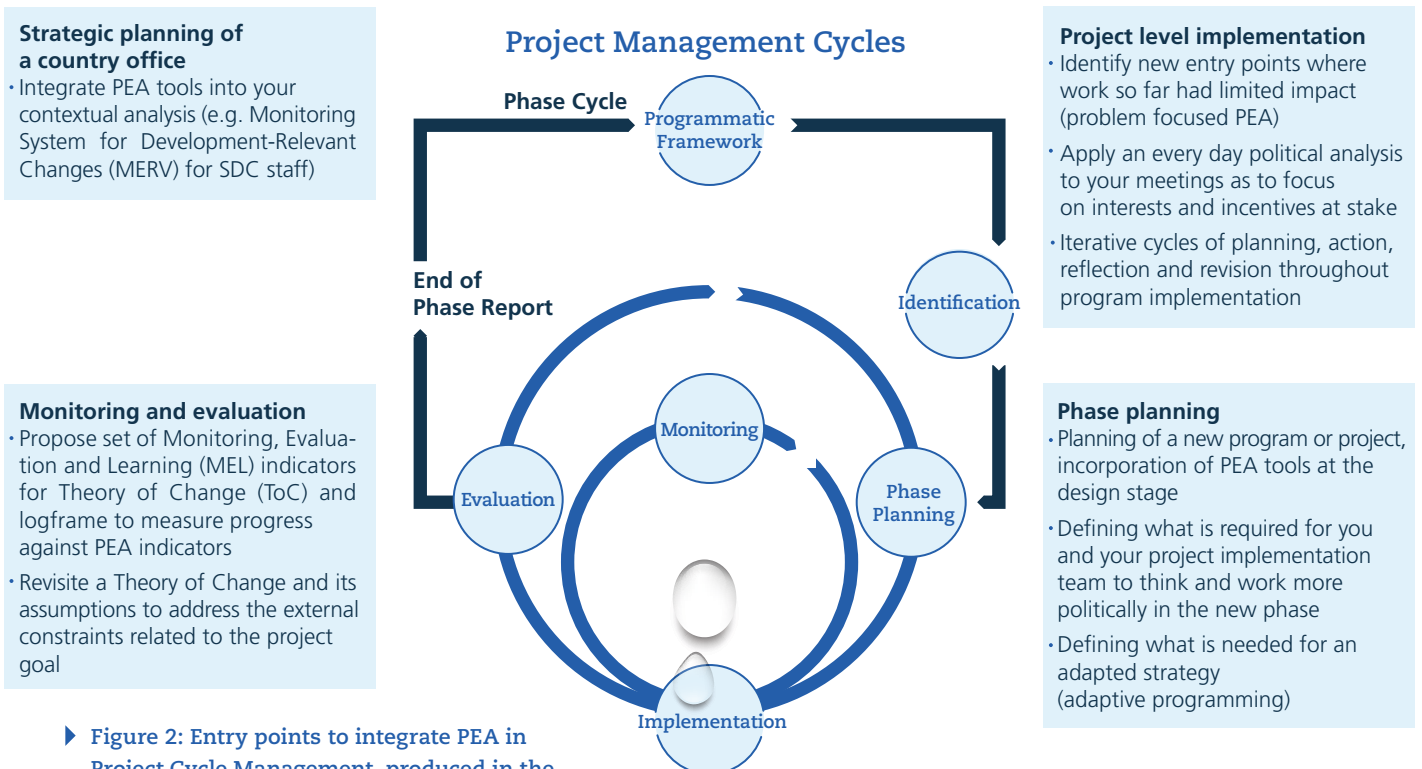 Strategic planning of
a country office
· Integrate PEA tools into your
contextual analysis (e.g. Monitoring
System for Development-Relevant
Changes (MERV) for SDC staff)
Project Management Cycles
Phase Cycle
Programmatic
Framework
Identification
End of
Phase Report
Monitoring
Evaluation
Phase
Planning
Implementation
Project level implementation
· Identify new entry points where
work so far had limited impact
(problem focused PEA)
· Apply an every day political analysis
to your meetings as to focus
on interests and incentives at stake
· Iterative cycles of planning, action,
reflection and revision throughout
program implementation
Monitoring and evaluation
· Propose set of Monitoring, Evalua-
tion and Learning (MEL) indicators
for Theory of Change (ToC) and
logframe to measure progress
against PEA indicators
· Revisite a Theory of Change and its
assumptions to address the external
constraints related to the project
goal
Phase planning
· Planning of a new program or project,
incorporation of PEA tools at the
design stage
· Defining what is required for you
and your project implementation
team to think and work more
politically in the new phase
· Defining what is needed for an
adapted strategy
(adaptive programming)
Figure 2: Entry points to integrate PEA in
Project Cycle Management, produced in the